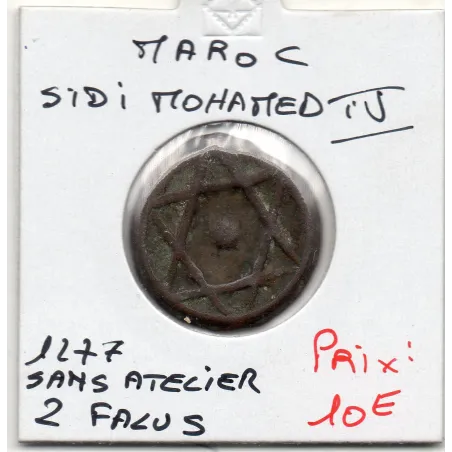 MAROC
SIDI MOHAMED IV
1277
SANS ATELIER
2 FALUS
PRIX:
10E